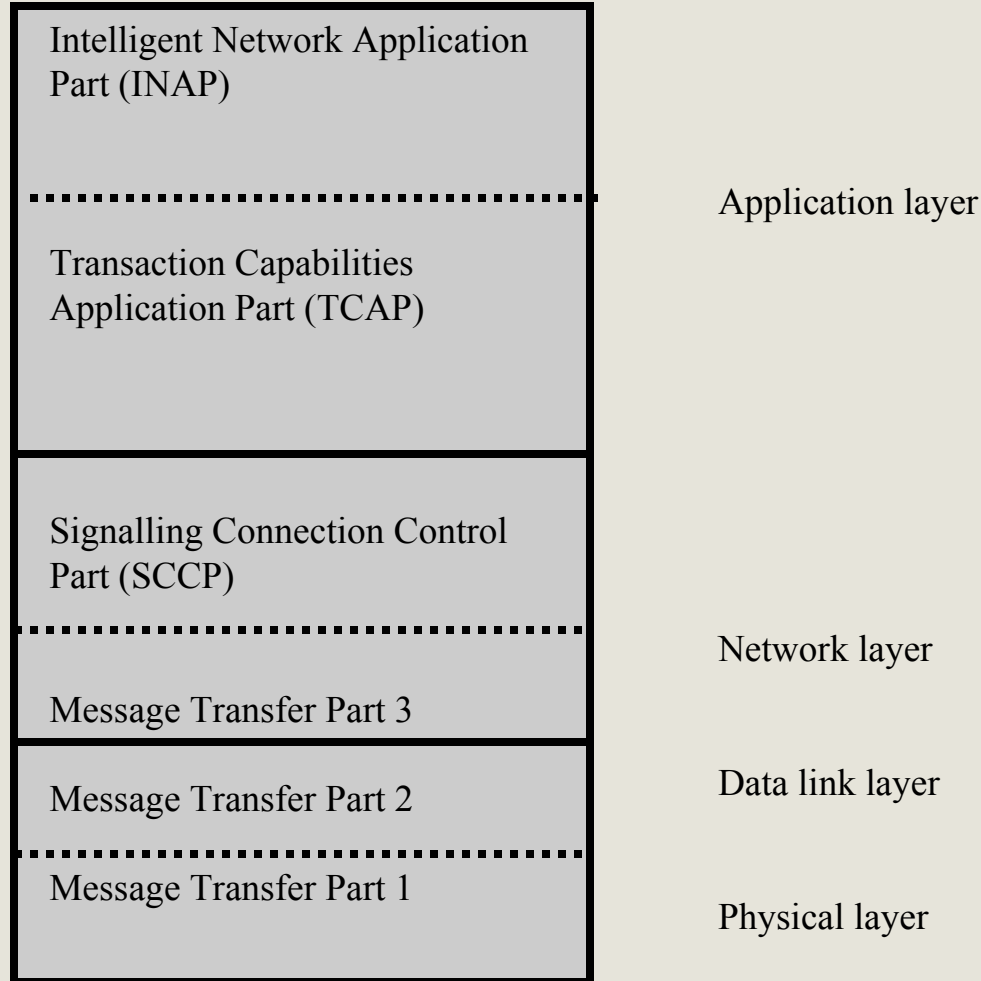 Intelligent Network Application
Part (INAP)
Application layer
Transaction Capabilities
Application Part (TCAP)
Signalling Connection Control
Part (SCCP)
Network layer
Message Transfer Part 3
Data link layer
Message Transfer Part 2
Message Transfer Part 1
Physical layer